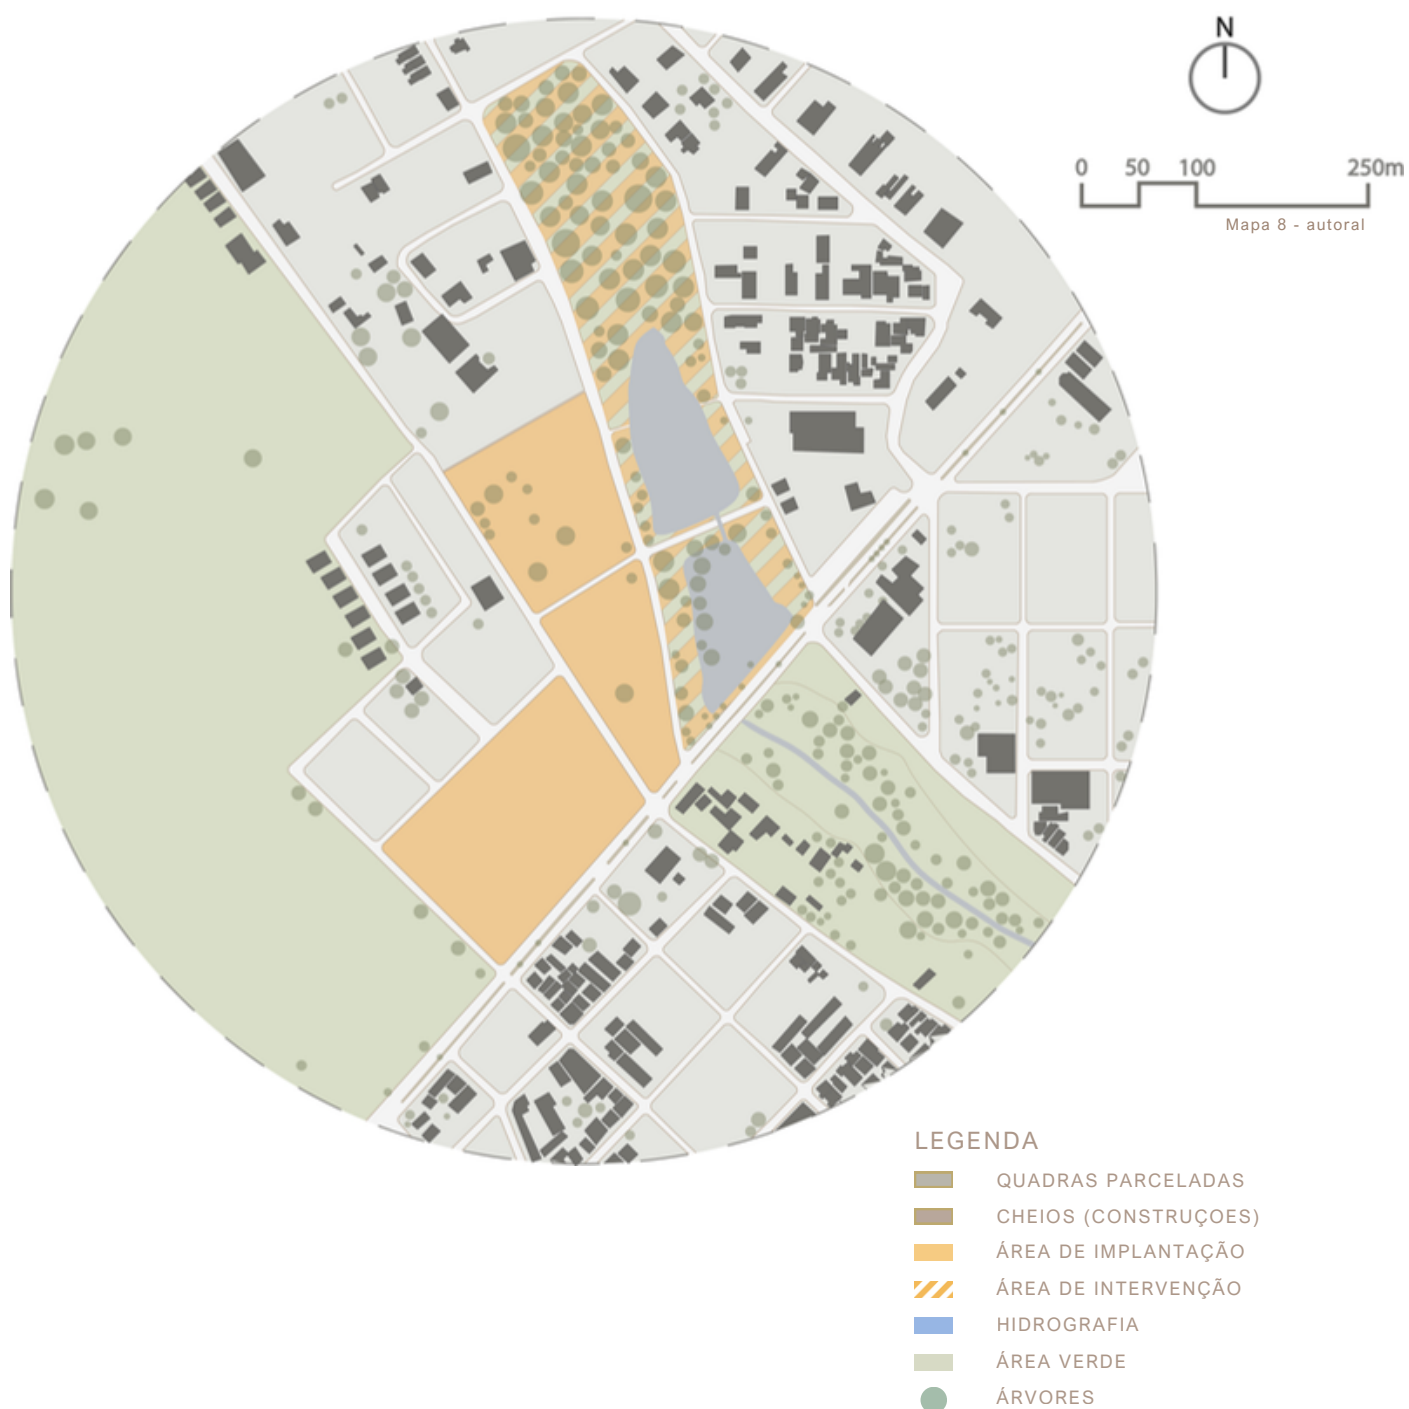 N
0 50 100 250m
Mapa 8 - autoral
LEGENDA
QUADRAS PARCELADAS
CHEIOS (CONSTRUÇOES)
ÁREA DE IMPLANTAÇÃO
ÁREA DE INTERVENÇÃO
HIDROGRAFIA
ÁREA VERDE
ÁRVORES